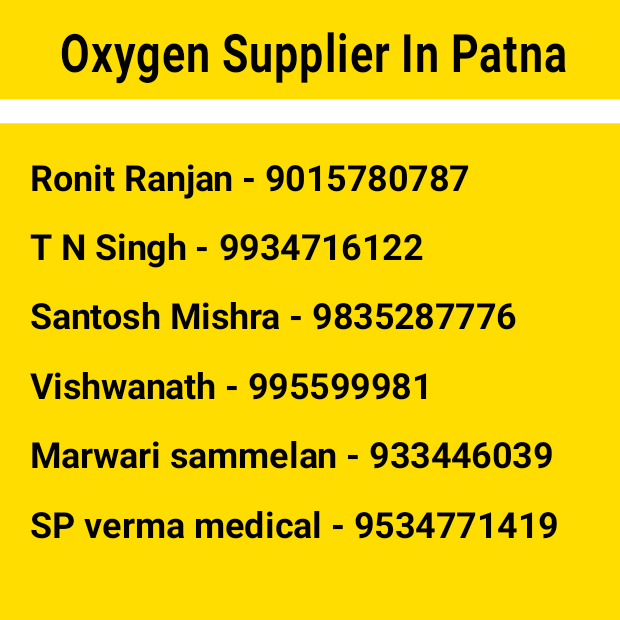 Oxygen Supplier In Patna
Ronit Ranjan - 9015780787
T N Singh - 9934716122
Santosh Mishra - 9835287776
Vishwanath - 995599981
Marwari sammelan - 933446039
SP verma medical - 9534771419